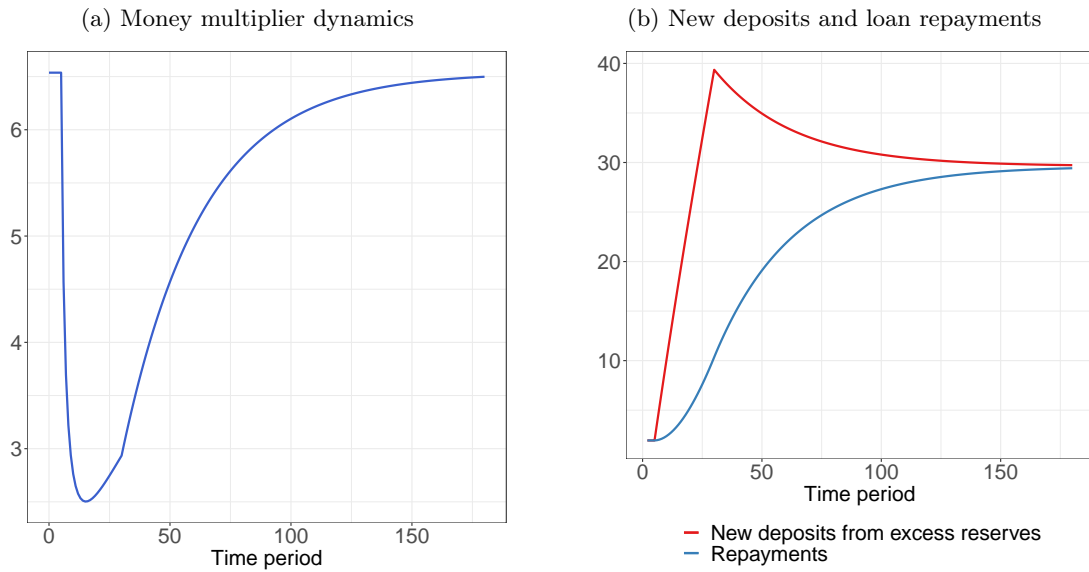 (a) Money multiplier dynamics
6
5
4
3
0 50 100 150
Time period
(b) New deposits and loan repayments
40
30
20
10
0 50 100 150
Time period
New deposits from excess reserves
Repayments